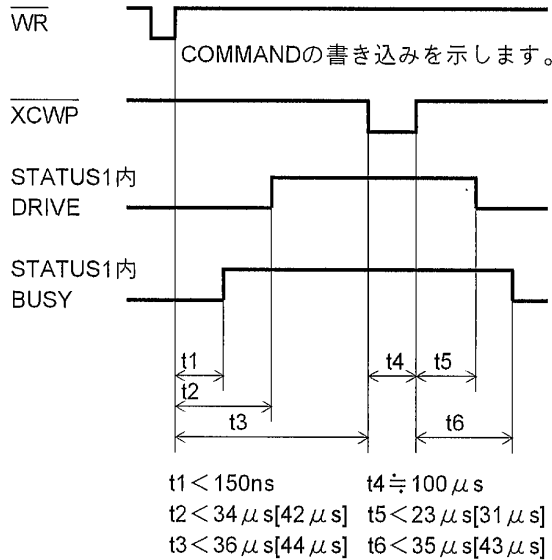 WR
COMMANDの書き込みを示します。
XCWP
STATUS1内
DRIVE
STATUS1内
BUSY
t1
t4
t5
t2
t3
t6
t1<150ns
t4≒100μs
t2<34μs[42μs]
t5<23μs[31μs]
t3<36μs[44μs]
t6<35μs[43μs]